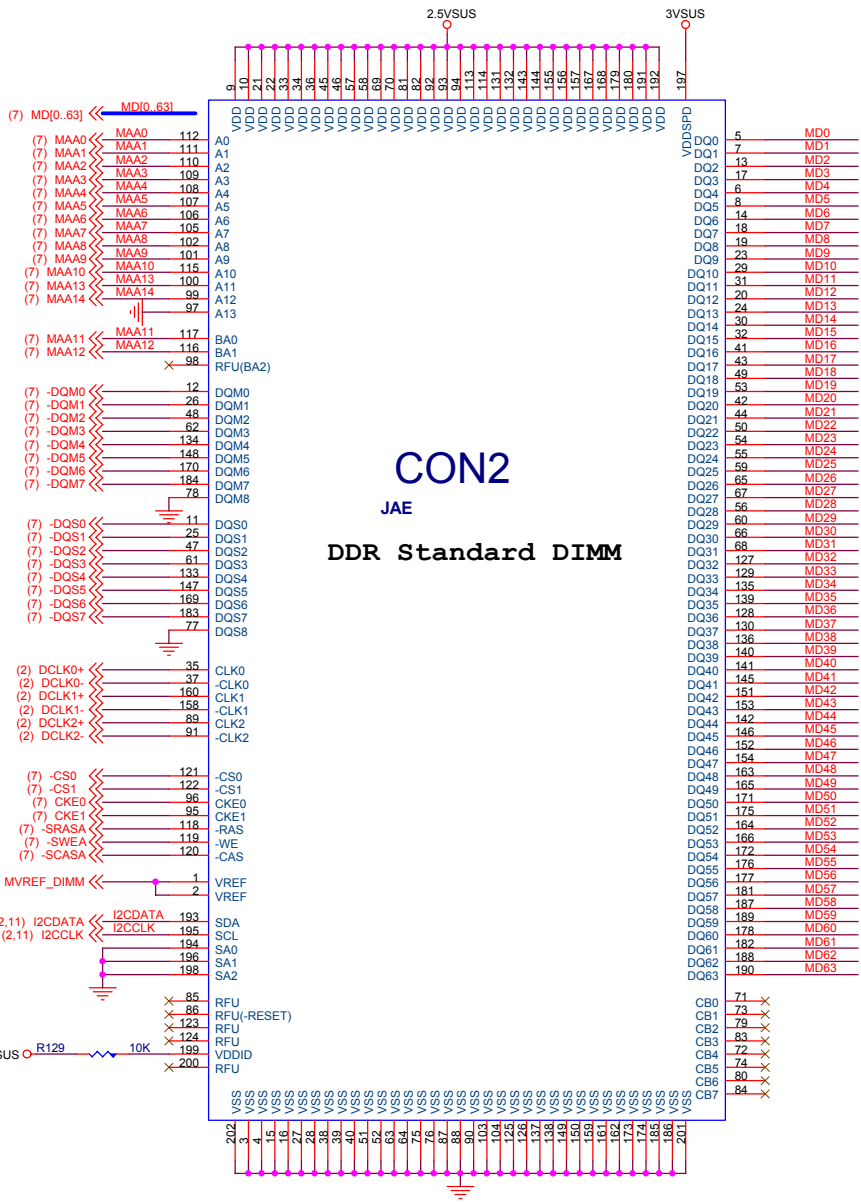 2.5VSUS 3VSUS
9 10 21 22 33 34 36 45 46 57 58 69 70 81 82 92 93 94 113 114 131 132 143 144 155 156 157 167 168 179 180 191 192 197
VDD VDD VDD VDD VDD VDD VDD VDD VDD VDD VDD VDD VDD VDD VDD VDD VDD VDD VDD VDD VDD VDD VDD VDD VDD VDD VDD VDD VDD VDD VDD VDD VDD VDDSPD
(7) MD[0..63] MD[0..63]
(7) MAA0 MAA0 112 A0
(7) MAA1 MAA1 111 A1
(7) MAA2 MAA2 110 A2
(7) MAA3 MAA3 109 A3
(7) MAA4 MAA4 108 A4
(7) MAA5 MAA5 107 A5
(7) MAA6 MAA6 106 A6
(7) MAA7 MAA7 105 A7
(7) MAA8 MAA8 102 A8
(7) MAA9 MAA9 101 A9
(7) MAA10 MAA10 115 A10
(7) MAA13 MAA13 100 A11
(7) MAA14 MAA14 99 A12
97 A13
(7) MAA11 MAA11 117 BA0
(7) MAA12 MAA12 116 BA1
98 RFU(BA2)
(7) -DQM0 12 DQM0
(7) -DQM1 26 DQM1
(7) -DQM2 48 DQM2
(7) -DQM3 62 DQM3
(7) -DQM4 134 DQM4
(7) -DQM5 148 DQM5
(7) -DQM6 170 DQM6
(7) -DQM7 184 DQM7
78 DQM8
(7) -DQS0 11 DQS0
(7) -DQS1 25 DQS1
(7) -DQS2 47 DQS2
(7) -DQS3 61 DQS3
(7) -DQS4 133 DQS4
(7) -DQS5 147 DQS5
(7) -DQS6 169 DQS6
(7) -DQS7 183 DQS7
77 DQS8
(2) DCLK0+ 35 CLK0
(2) DCLK0- 37 -CLK0
(2) DCLK1+ 160 CLK1
(2) DCLK1- 158 -CLK1
(2) DCLK2+ 89 CLK2
(2) DCLK2- 91 -CLK2
(7) -CS0 121 -CS0
(7) -CS1 122 -CS1
(7) CKE0 96 CKE0
(7) CKE1 95 CKE1
(7) -SRASA 118 -RAS
(7) -SWEA 119 -WE
(7) -SCASA 120 -CAS
MVREF_DIMM 1 VREF
2 VREF
2,11) I2CDATA I2CDATA 193 SDA
(2,11) I2CCLK I2CCLK 195 SCL
194 SA0
196 SA1
198 SA2
85 RFU
86 RFU(-RESET)
123 RFU
124 RFU
SUS R129 10K 199 VDDID
200 RFU
CON2
JAE
DDR Standard DIMM
DQ0 5 MD0
DQ1 7 MD1
DQ2 13 MD2
DQ3 17 MD3
DQ4 6 MD4
DQ5 8 MD5
DQ6 14 MD6
DQ7 18 MD7
DQ8 19 MD8
DQ9 23 MD9
DQ10 29 MD10
DQ11 31 MD11
DQ12 20 MD12
DQ13 24 MD13
DQ14 30 MD14
DQ15 32 MD15
DQ16 41 MD16
DQ17 43 MD17
DQ18 49 MD18
DQ19 53 MD19
DQ20 42 MD20
DQ21 44 MD21
DQ22 50 MD22
DQ23 54 MD23
DQ24 55 MD24
DQ25 59 MD25
DQ26 65 MD26
DQ27 67 MD27
DQ28 56 MD28
DQ29 60 MD29
DQ30 66 MD30
DQ31 68 MD31
DQ32 127 MD32
DQ33 129 MD33
DQ34 135 MD34
DQ35 139 MD35
DQ36 128 MD36
DQ37 130 MD37
DQ38 136 MD38
DQ39 140 MD39
DQ40 141 MD40
DQ41 145 MD41
DQ42 151 MD42
DQ43 153 MD43
DQ44 142 MD44
DQ45 146 MD45
DQ46 152 MD46
DQ47 154 MD47
DQ48 163 MD48
DQ49 165 MD49
DQ50 171 MD50
DQ51 175 MD51
DQ52 164 MD52
DQ53 166 MD53
DQ54 172 MD54
DQ55 176 MD55
DQ56 177 MD56
DQ57 181 MD57
DQ58 187 MD58
DQ59 189 MD59
DQ60 178 MD60
DQ61 182 MD61
DQ62 188 MD62
DQ63 190 MD63
CB0 71
CB1 73
CB2 79
CB3 83
CB4 72
CB5 74
CB6 80
CB7 84
VSS VSS VSS VSS VSS VSS VSS VSS VSS VSS VSS VSS VSS VSS VSS VSS VSS VSS VSS VSS VSS VSS VSS VSS VSS VSS VSS VSS VSS VSS VSS VSS VSS VSS VSS
202 3 4 15 16 27 28 38 39 40 51 52 63 64 75 76 87 88 90 103 104 125 126 137 138 149 150 159 161 162 173 174 185 186 201